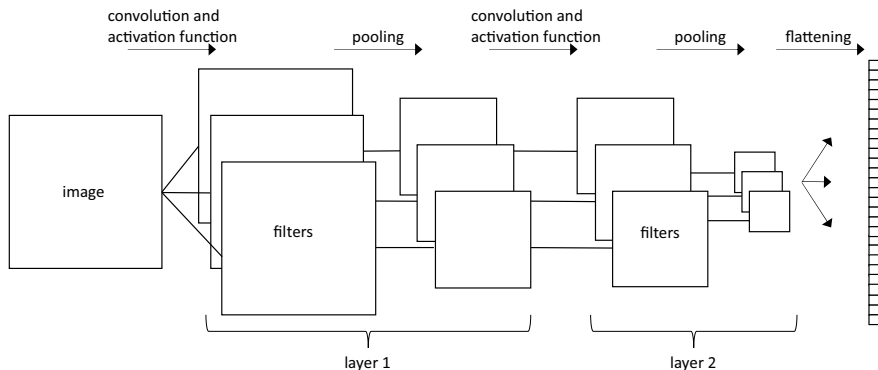 convolution and
activation function
pooling
convolution and
activation function
pooling
flattening
image
filters
filters
layer 1
layer 2